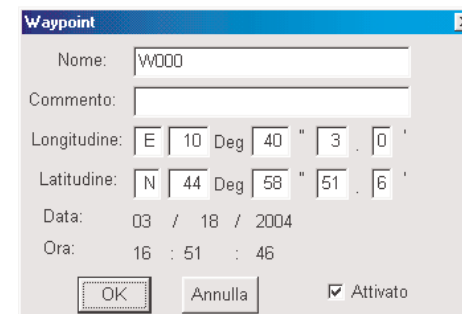 Waypoint
Nome: W000
Commento:
Longitudine: E 10 Deg 40 " 3 . 0 '
Latitudine: N 44 Deg 58 " 51 . 6 '
Data: 03 / 18 / 2004
Ora: 16 : 51 : 46
OK Annulla Attivato